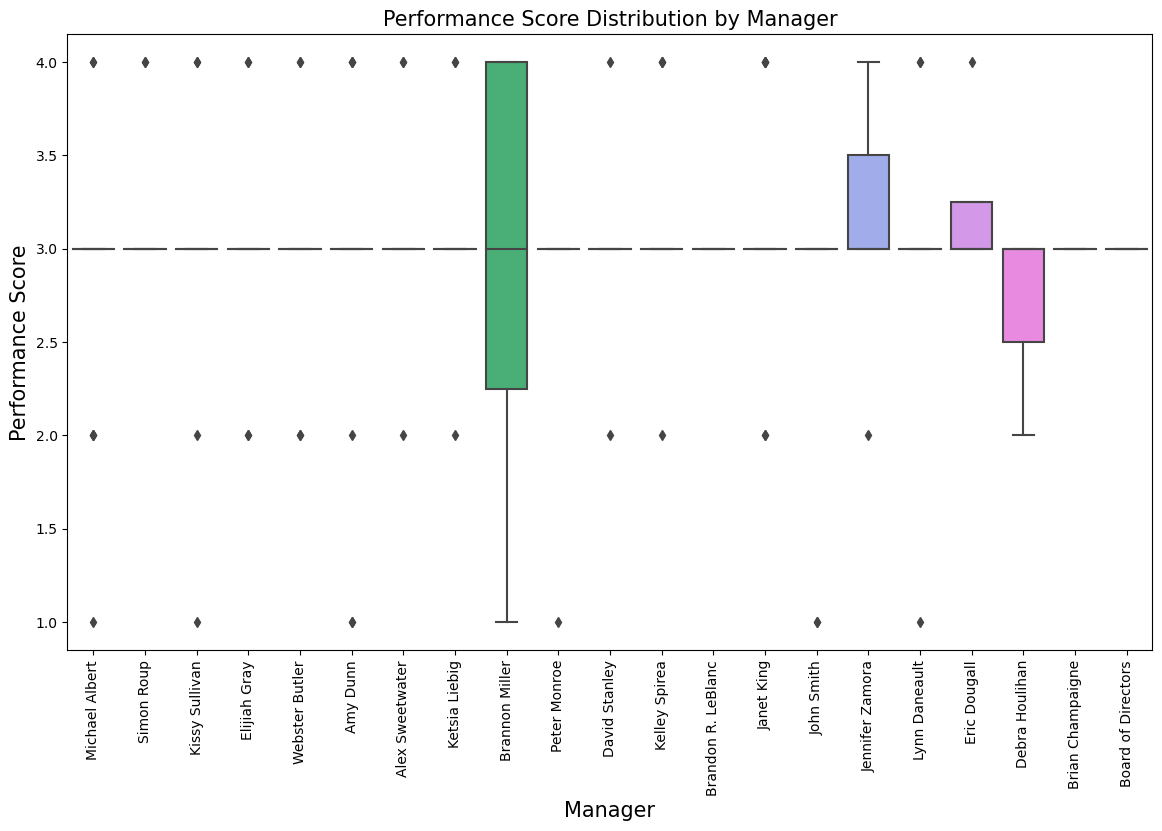 Performance Score Distribution by Manager
Performance Score
4.0
3.5
3.0
2.5
2.0
1.5
1.0
Michael Albert
Simon Roup
Kissy Sullivan
Elijiah Gray
Webster Butler
Amy Dunn
Alex Sweetwater
Ketsia Liebig
Brannon Miller
Peter Monroe
David Stanley
Kelley Spirea
Brandon R. LeBlanc
Janet King
John Smith
Jennifer Zamora
Lynn Daneault
Eric Dougall
Debra Houlihan
Brian Champaigne
Board of Directors
Manager